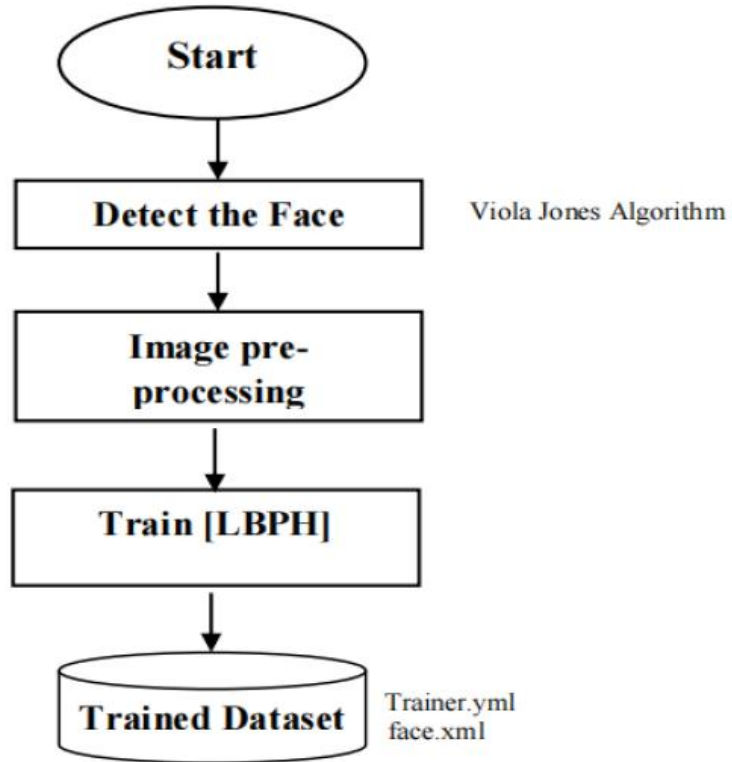 Start
Detect the Face
Viola Jones Algorithm
Image pre-
processing
Train [LBPH]
Trained Dataset
Trainer.yml
face.xml